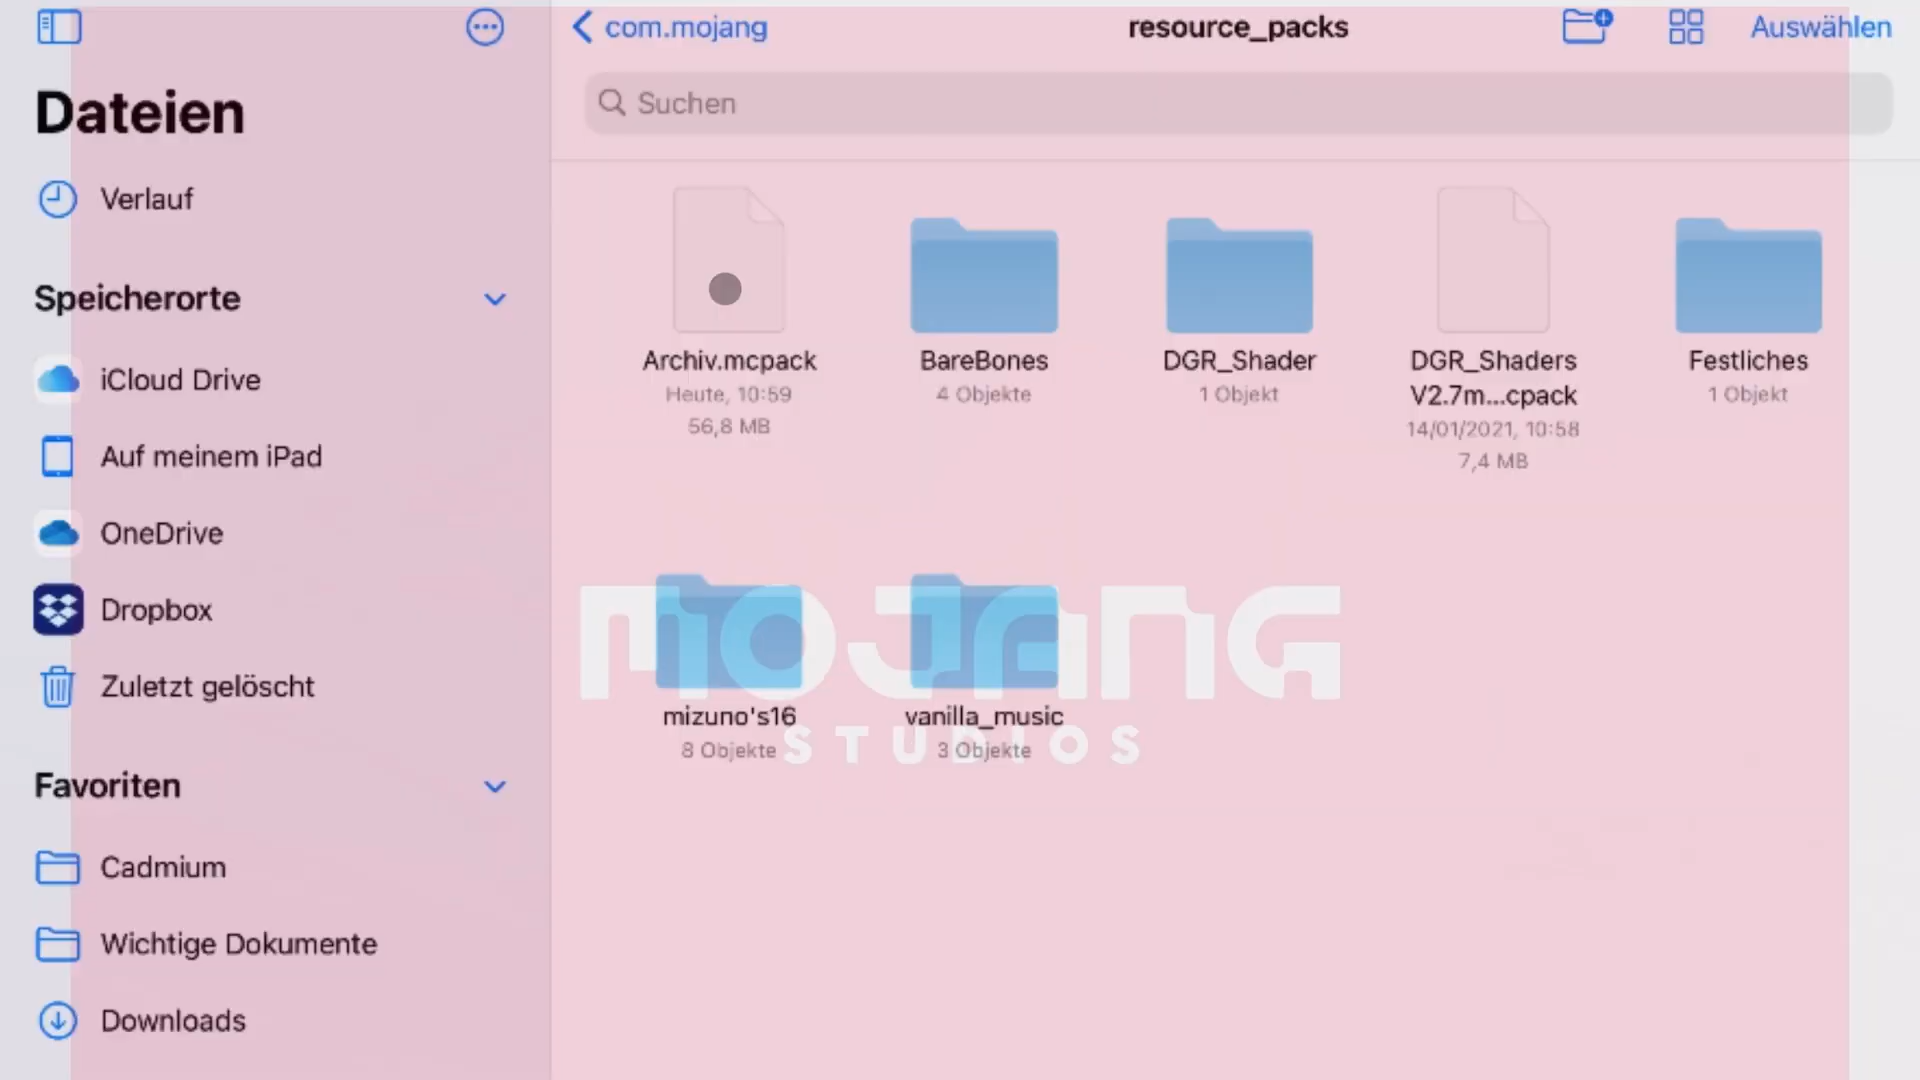 com.mojang
resource_packs
Auswählen
Dateien
Suchen
Verlauf
Speicherorte
iCloud Drive
Auf meinem iPad
OneDrive
Dropbox
Zuletzt gelöscht
Favoriten
Cadmium
Wichtige Dokumente
Downloads
Archiv.mcpack
Heute, 10:59
56,8 MB
BareBones
4 Objekte
DGR_Shader
1 Objekt
DGR_Shaders
V2.7m...cpack
14/01/2021, 10:58
7,4 MB
Festliches
1 Objekt
mizuno's16
8 Objekte
vanilla_music
3 Objekte
MOJANG
STUDIOS